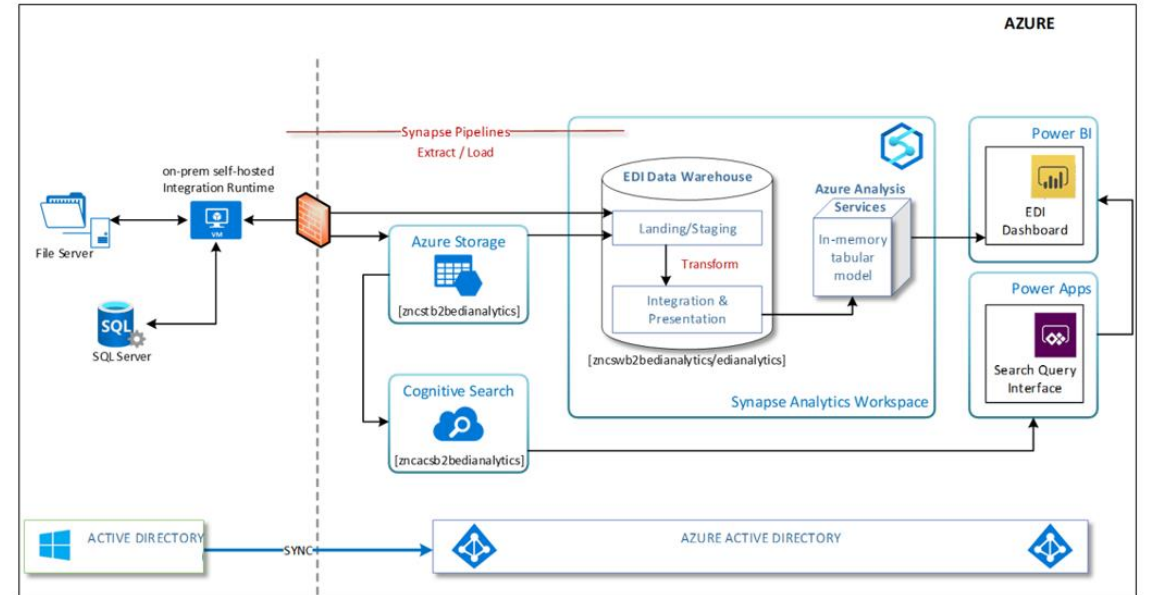 AZURE
Synapse Pipelines
Extract / Load
on-prem self-hosted
Integration Runtime
VM
File Server
SQL
SQL Server
Azure Storage
[zncstb2bedianalytics]
Cognitive Search
[zncacsb2bedianalytics]
EDI Data Warehouse
Landing/Staging
Transform
Integration &
Presentation
[zncswb2bedianalytics/edianalytics]
Azure Analysis
Services
In-memory
tabular
model
Synapse Analytics Workspace
Power BI
EDI
Dashboard
Power Apps
Search Query
Interface
ACTIVE DIRECTORY
SYNC
AZURE ACTIVE DIRECTORY